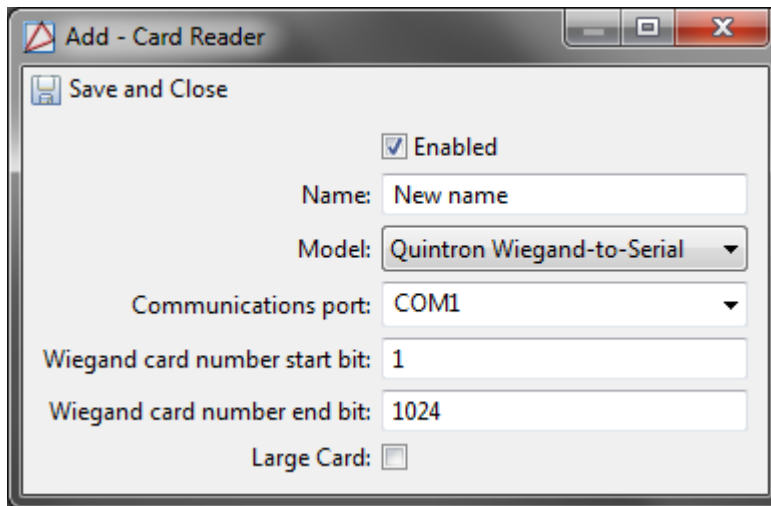 Add - Card Reader
Save and Close
Enabled
Name: New name
Model: Quintron Wiegand-to-Serial
Communications port: COM1
Wiegand card number start bit: 1
Wiegand card number end bit: 1024
Large Card: